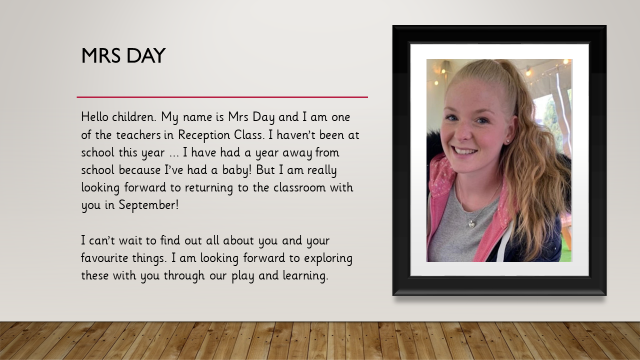 MRS DAY
Hello children. My name is Mrs Day and I am one
of the teachers in Reception Class. I haven't been at
school this year ... I have had a year away from
school because I've had a baby! But I am really
looking forward to returning to the classroom with
you in September!
I can't wait to find out all about you and your
favourite things. I am looking forward to exploring
these with you through our play and learning.